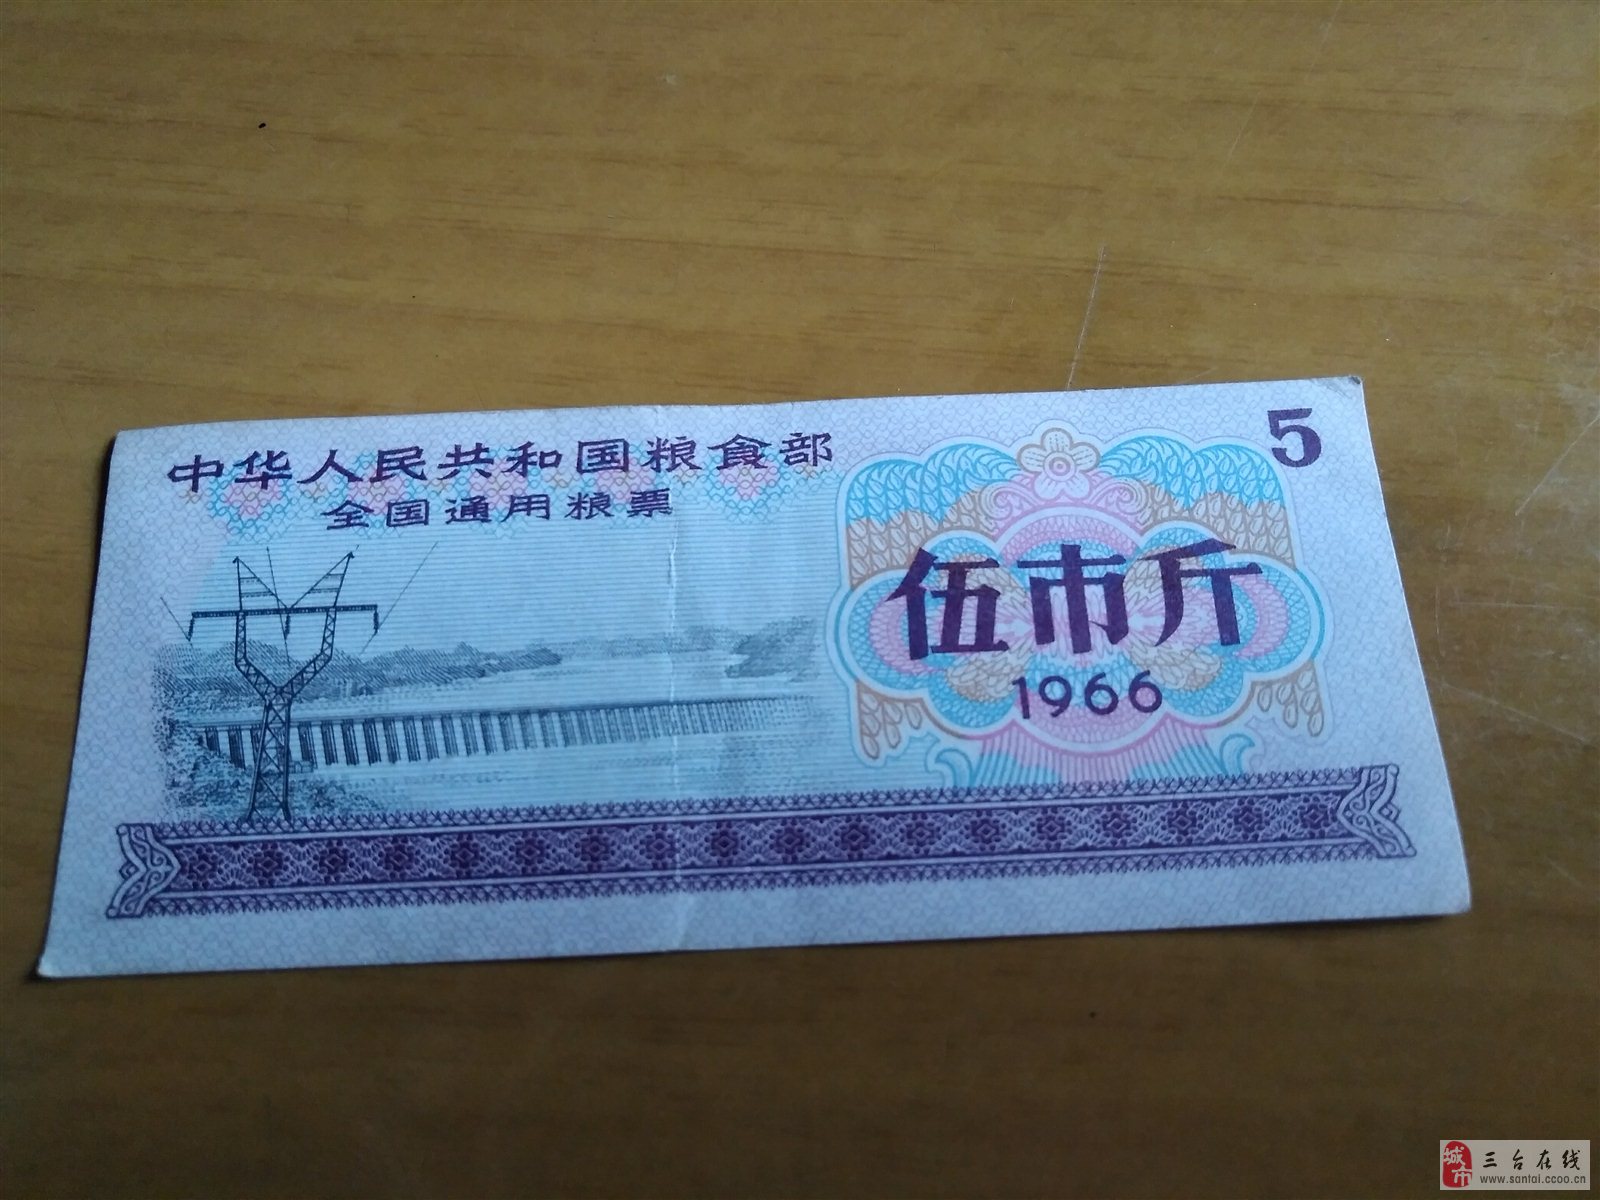 中华人民共和国粮食部
全国通用粮票
5
伍市斤
1966
城市
三台在线
www.santai.ccoo.cn